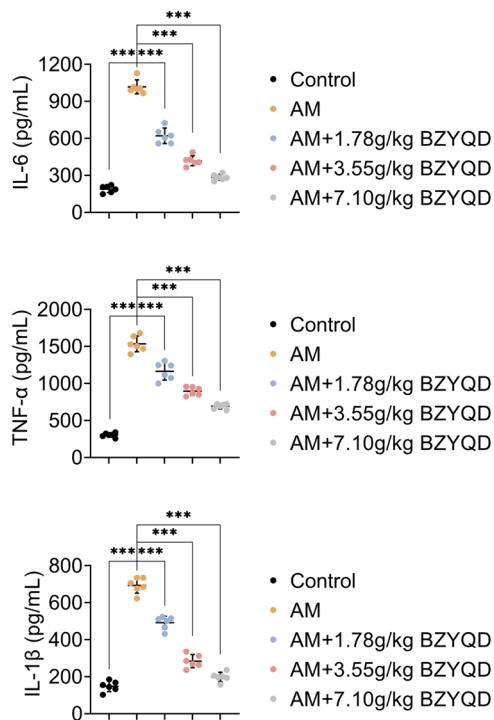 ***
***
******
1200
900
600
300
0
IL-6 (pg/mL)
Control
AM
AM+1.78g/kg BZYQD
AM+3.55g/kg BZYQD
AM+7.10g/kg BZYQD
***
***
******
2000
1500
1000
500
0
TNF-α (pg/mL)
Control
AM
AM+1.78g/kg BZYQD
AM+3.55g/kg BZYQD
AM+7.10g/kg BZYQD
***
***
******
800
600
400
200
0
IL-1β (pg/mL)
Control
AM
AM+1.78g/kg BZYQD
AM+3.55g/kg BZYQD
AM+7.10g/kg BZYQD